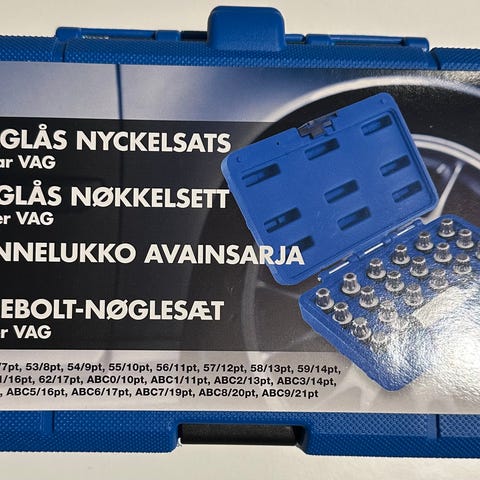 GLÅS NYCKELSATS
ar VAG
GLÅS NØKKELSETT
er VAG
NNELUKKO AVAINSARJA
EBOLT-NØGLESÆT
er VAG
/7pt, 53/8pt, 54/9pt, 55/10pt, 56/11pt, 57/12pt, 58/13pt, 59/14pt,
1/16pt, 62/17pt, ABC0/10pt, ABC1/11pt, ABC2/13pt, ABC3/14pt,
, ABC5/16pt, ABC6/17pt, ABC7/19pt, ABC8/20pt, ABC9/21pt